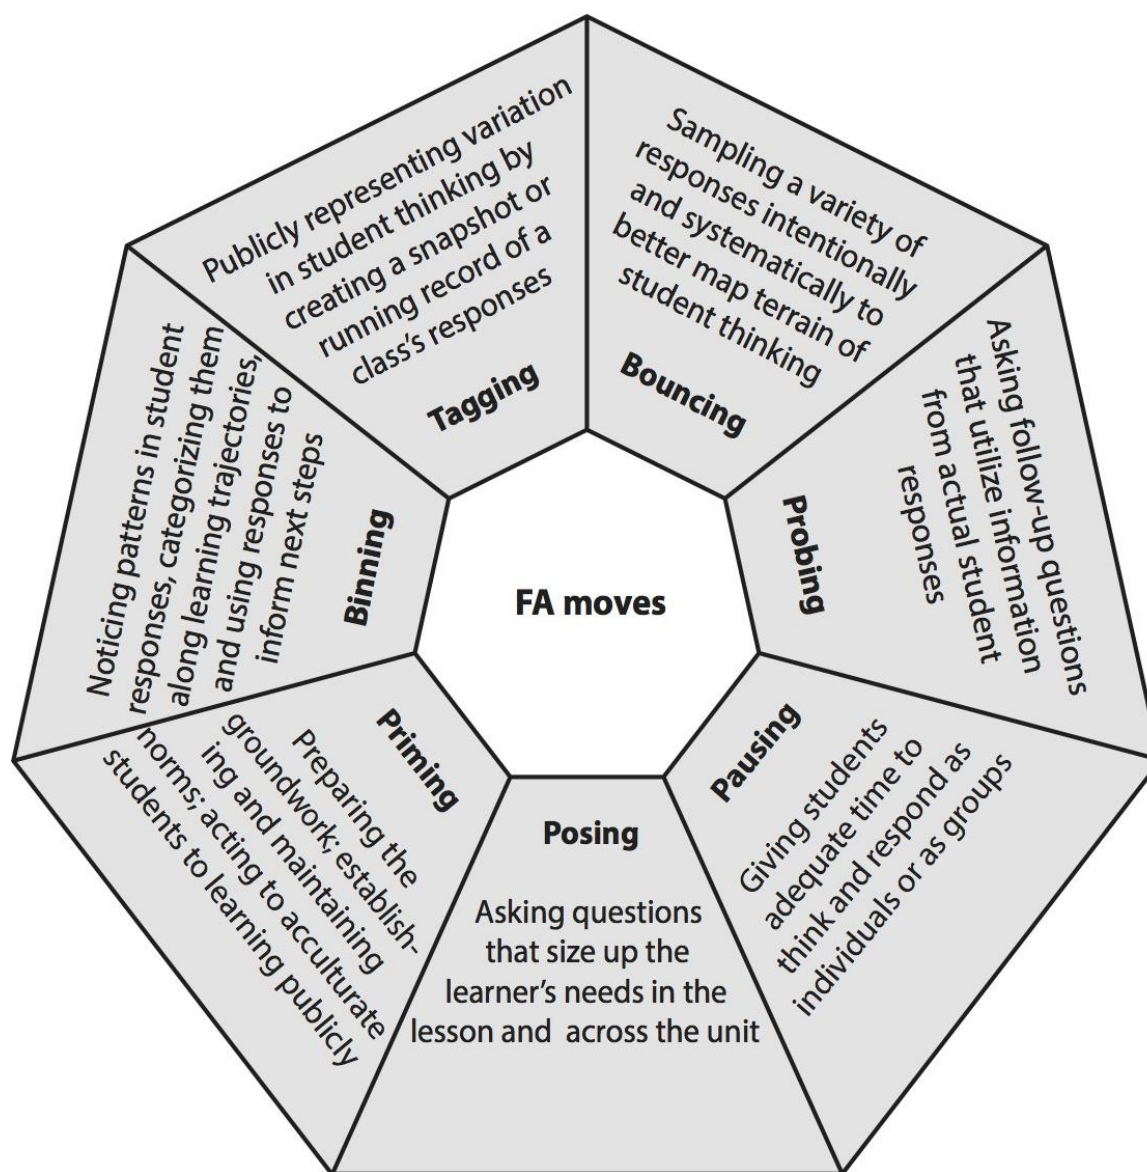 Publicly representing variation
in student thinking by
creating a snapshot or
running record of a
class's responses
Tagging
Sampling a variety of
responses intentionally
and systematically to
better map terrain of
student thinking
Bouncing
Asking follow-up questions
that utilize information
from actual student
responses
Probing
Giving students
adequate time to
think and respond as
individuals or as groups
Pausing
Posing
Asking questions
that size up the
learner's needs in the
lesson and across the unit
Priming
Preparing the
groundwork; establish-
ing and maintaining
norms; acting to acculturate
students to learning publicly
Noticing patterns in student
responses, categorizing them
along learning trajectories,
and using responses to
inform next steps
Binning
FA moves